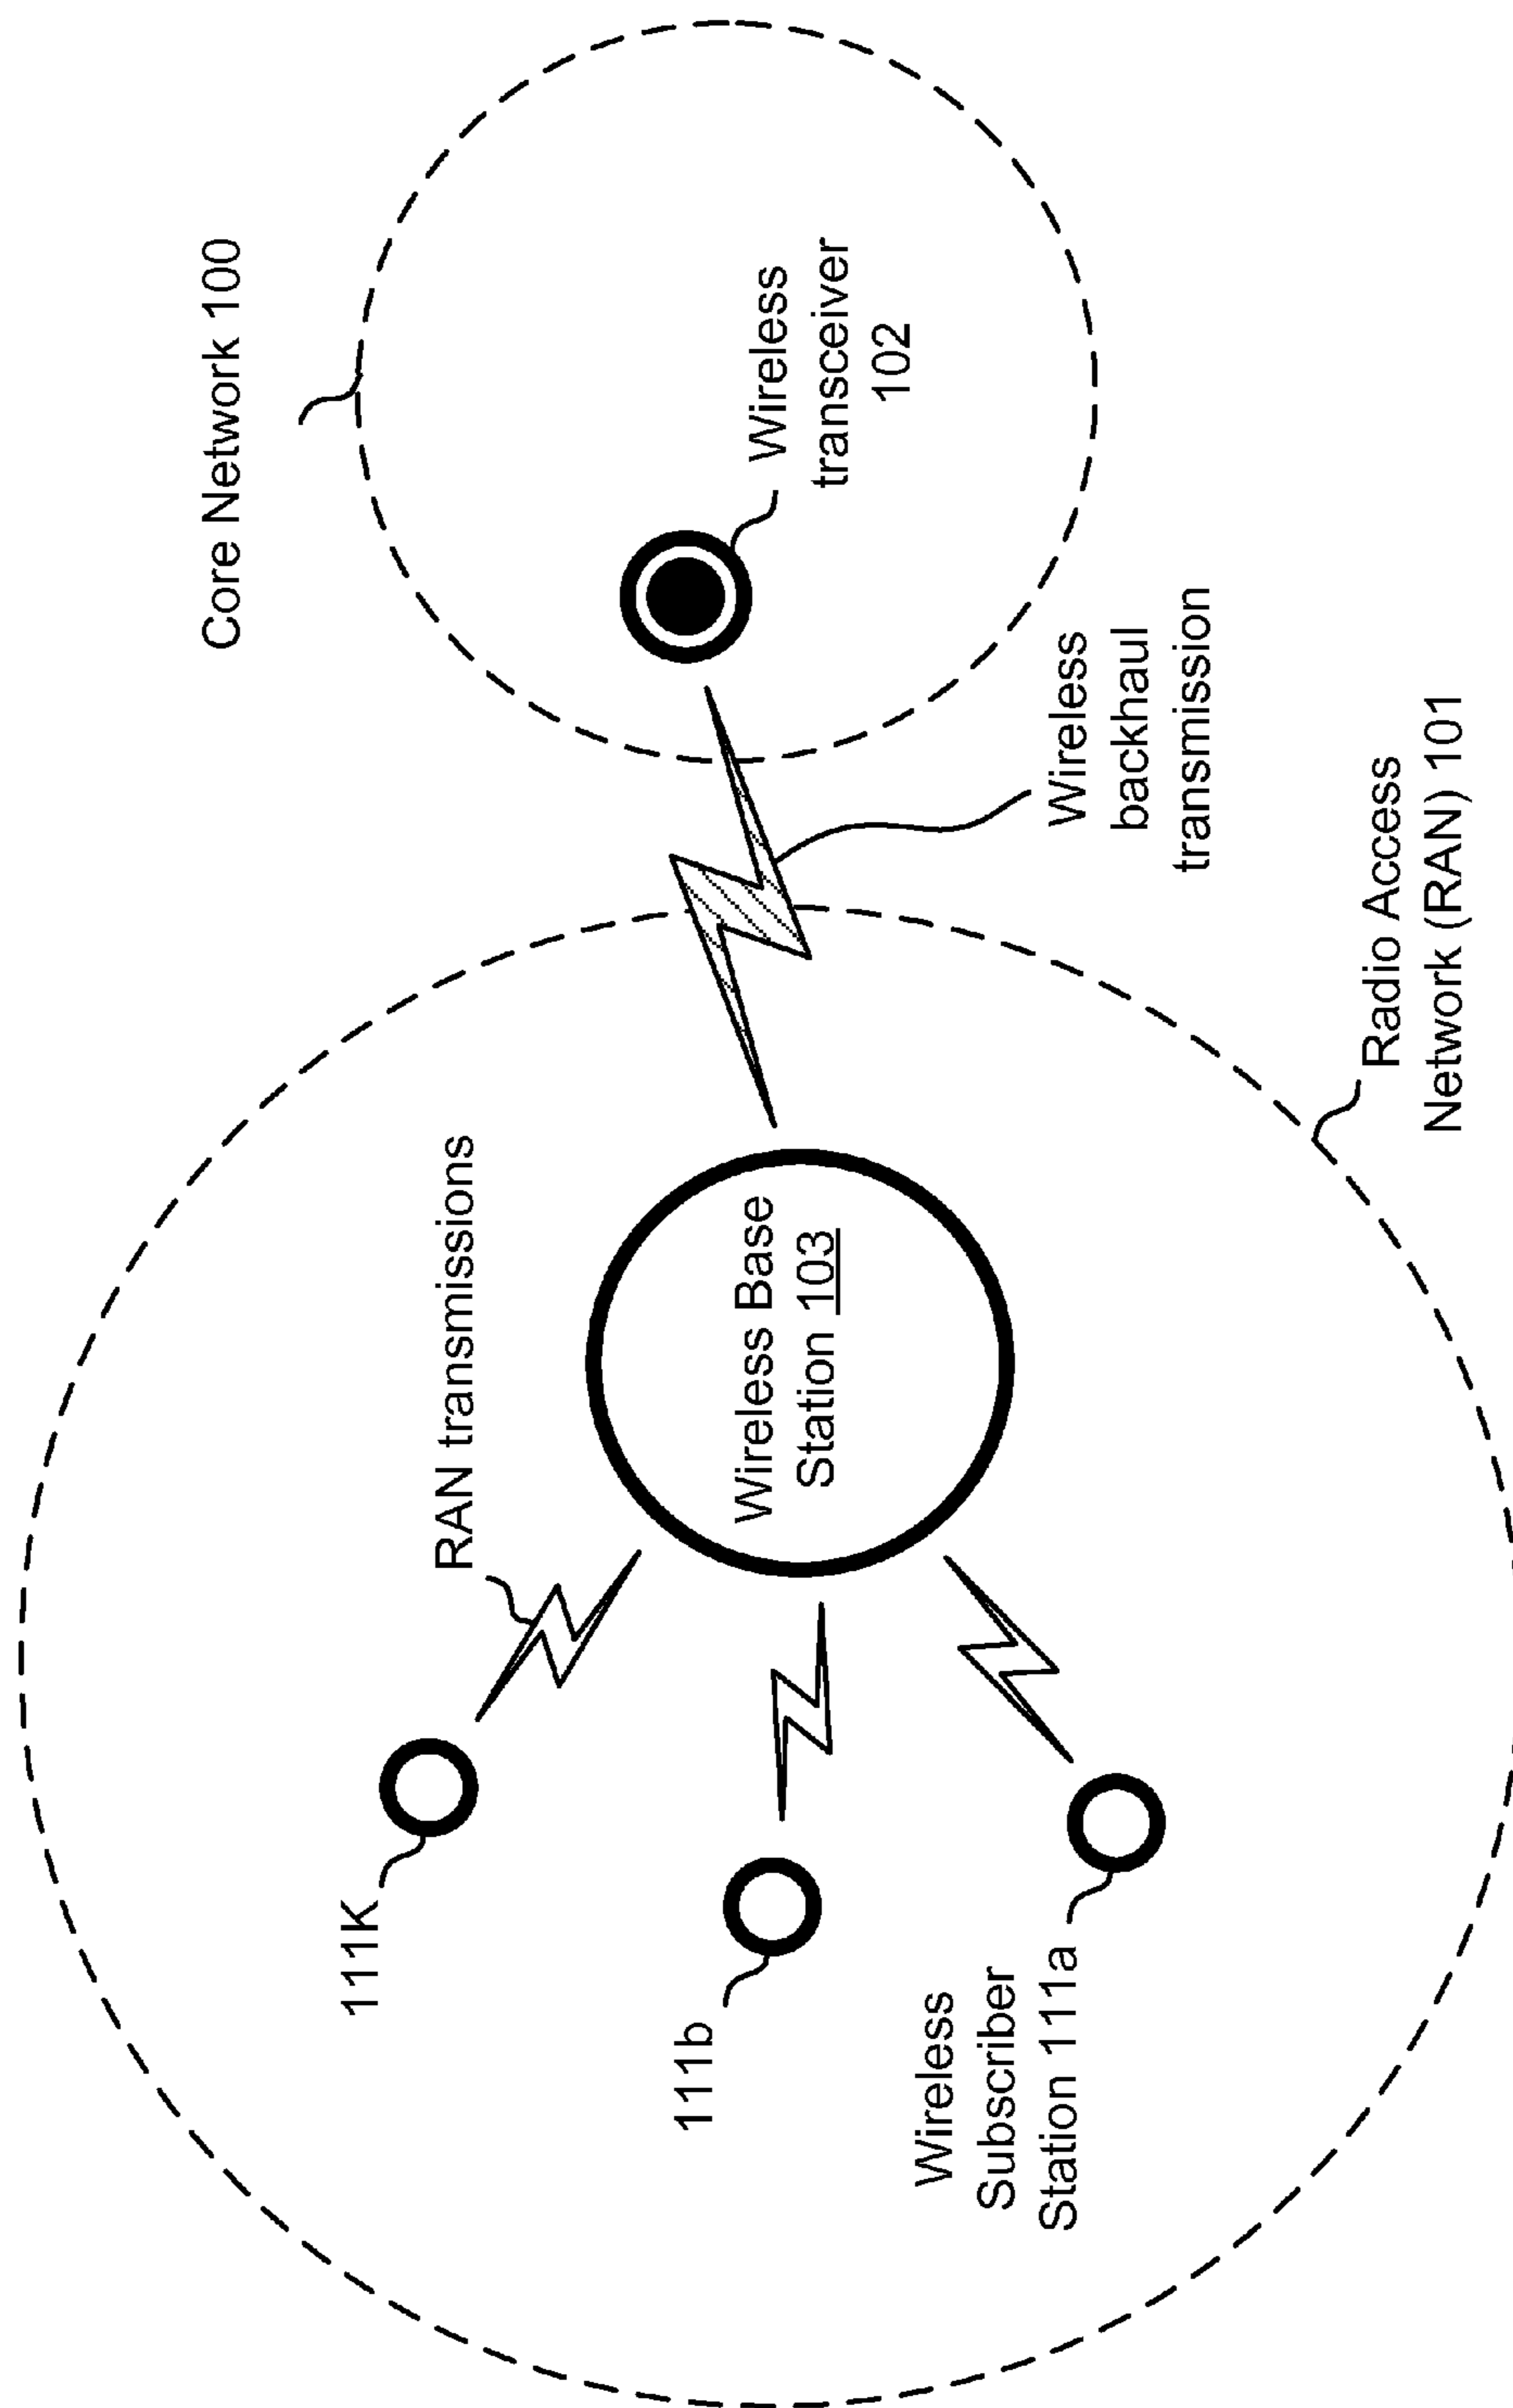 Core Network 100
Wireless
transceiver
102
Wireless
backhaul
transmission
Radio Access
Network (RAN) 101
RAN transmissions
Wireless Base
Station 103
111K
111b
Wireless
Subscriber
Station 111a